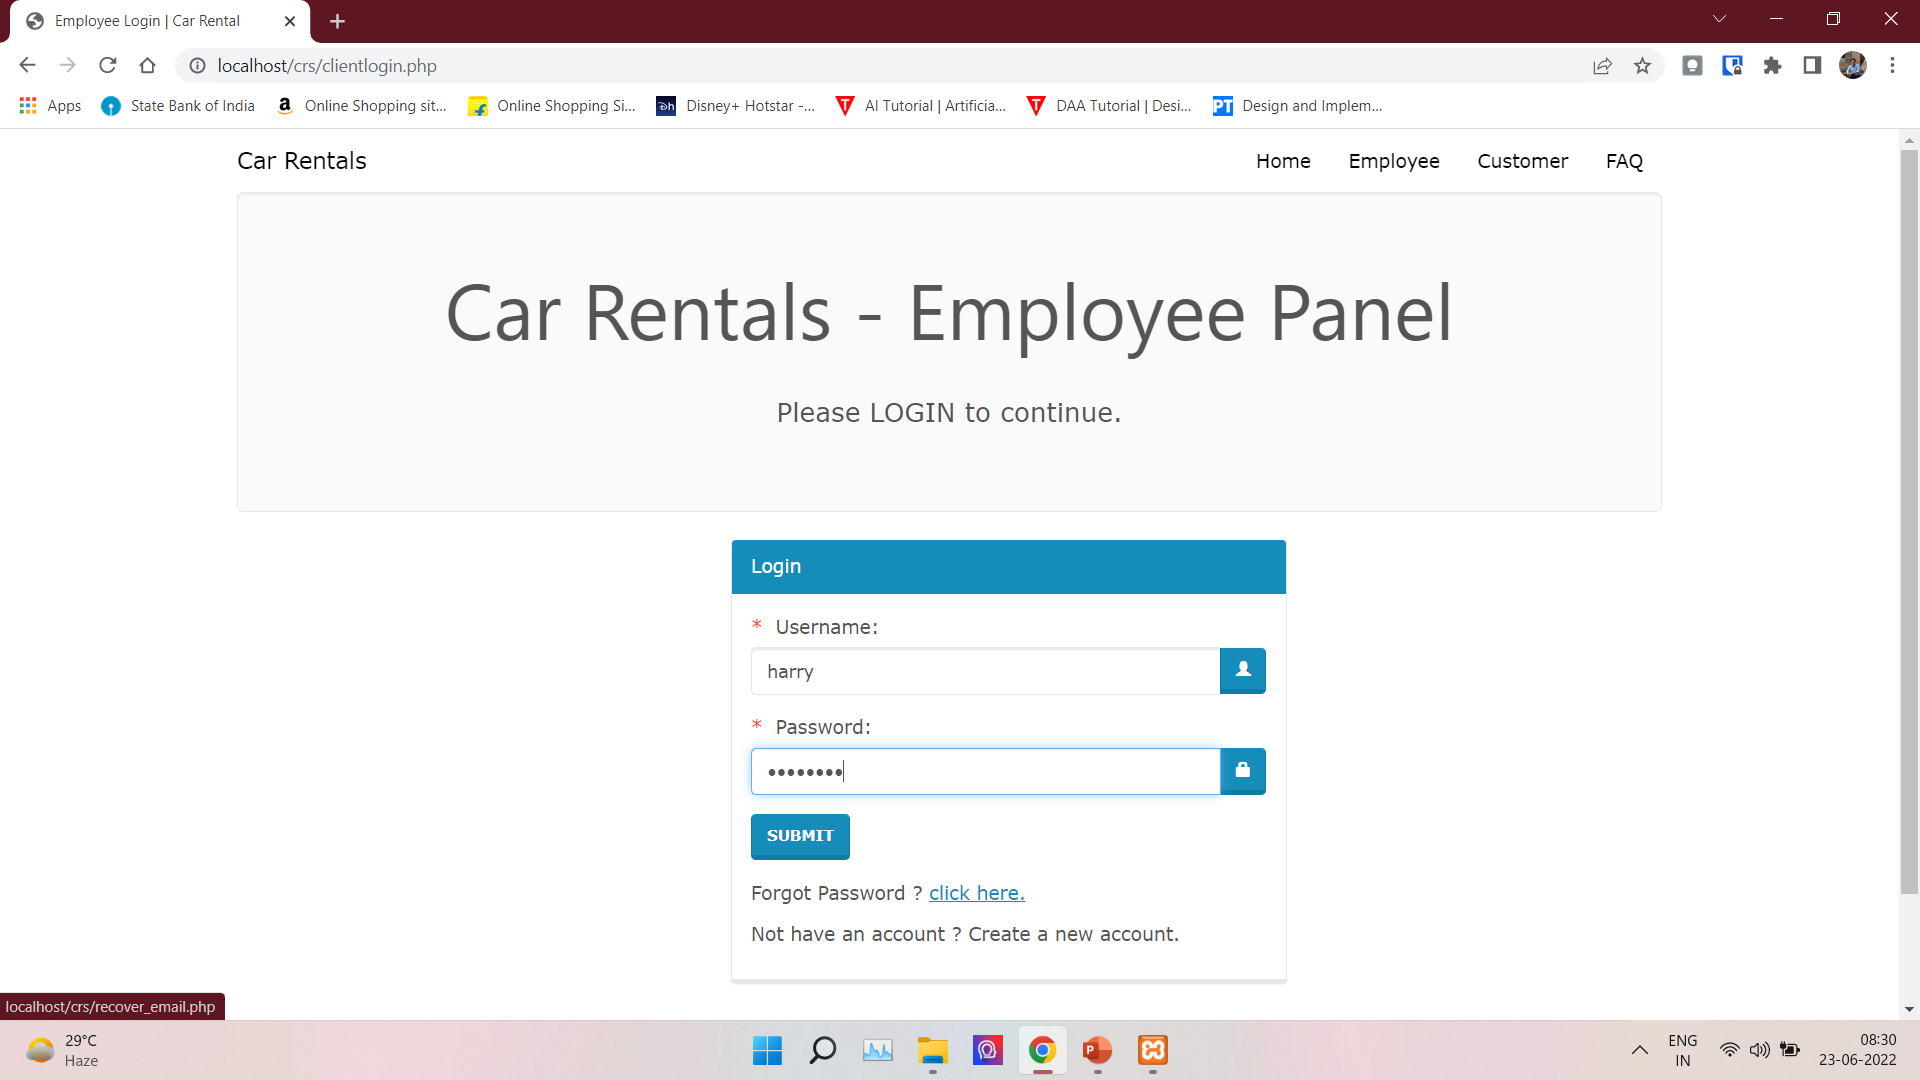 Employee Login | Car Rental
localhost/crs/clientlogin.php
Apps
State Bank of India
a
Online Shopping sit...
Online Shopping Si...
Disney+ Hotstar -...
T
AI Tutorial | Artificia...
T
DAA Tutorial | Desi...
PT
Design and Implem...
Car Rentals
Home
Employee
Customer
FAQ
Car Rentals - Employee Panel
Please LOGIN to continue.
Login
* Username:
harry
* Password:
••••••••
SUBMIT
Forgot Password ? click here.
Not have an account ? Create a new account.
localhost/crs/recover_email.php
29°C
Haze
P
ENG
IN
08:30
23-06-2022